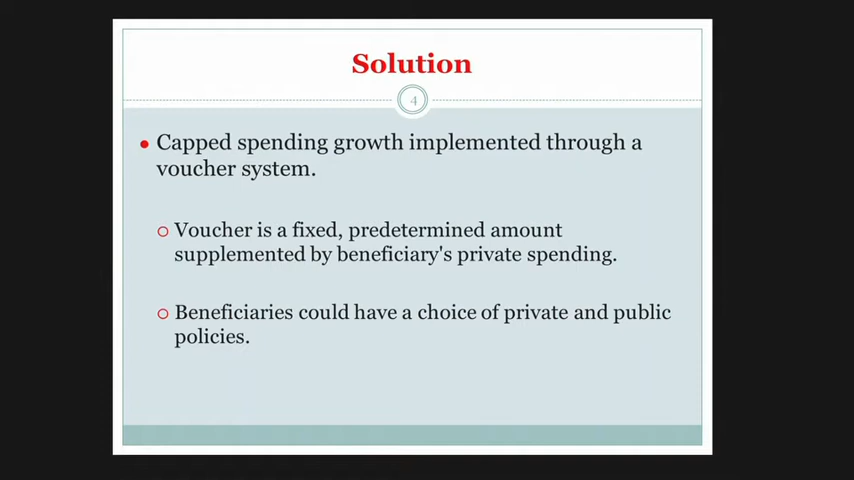 Solution
4
Capped spending growth implemented through a
voucher system.
Voucher is a fixed, predetermined amount
supplemented by beneficiary's private spending.
Beneficiaries could have a choice of private and public
policies.